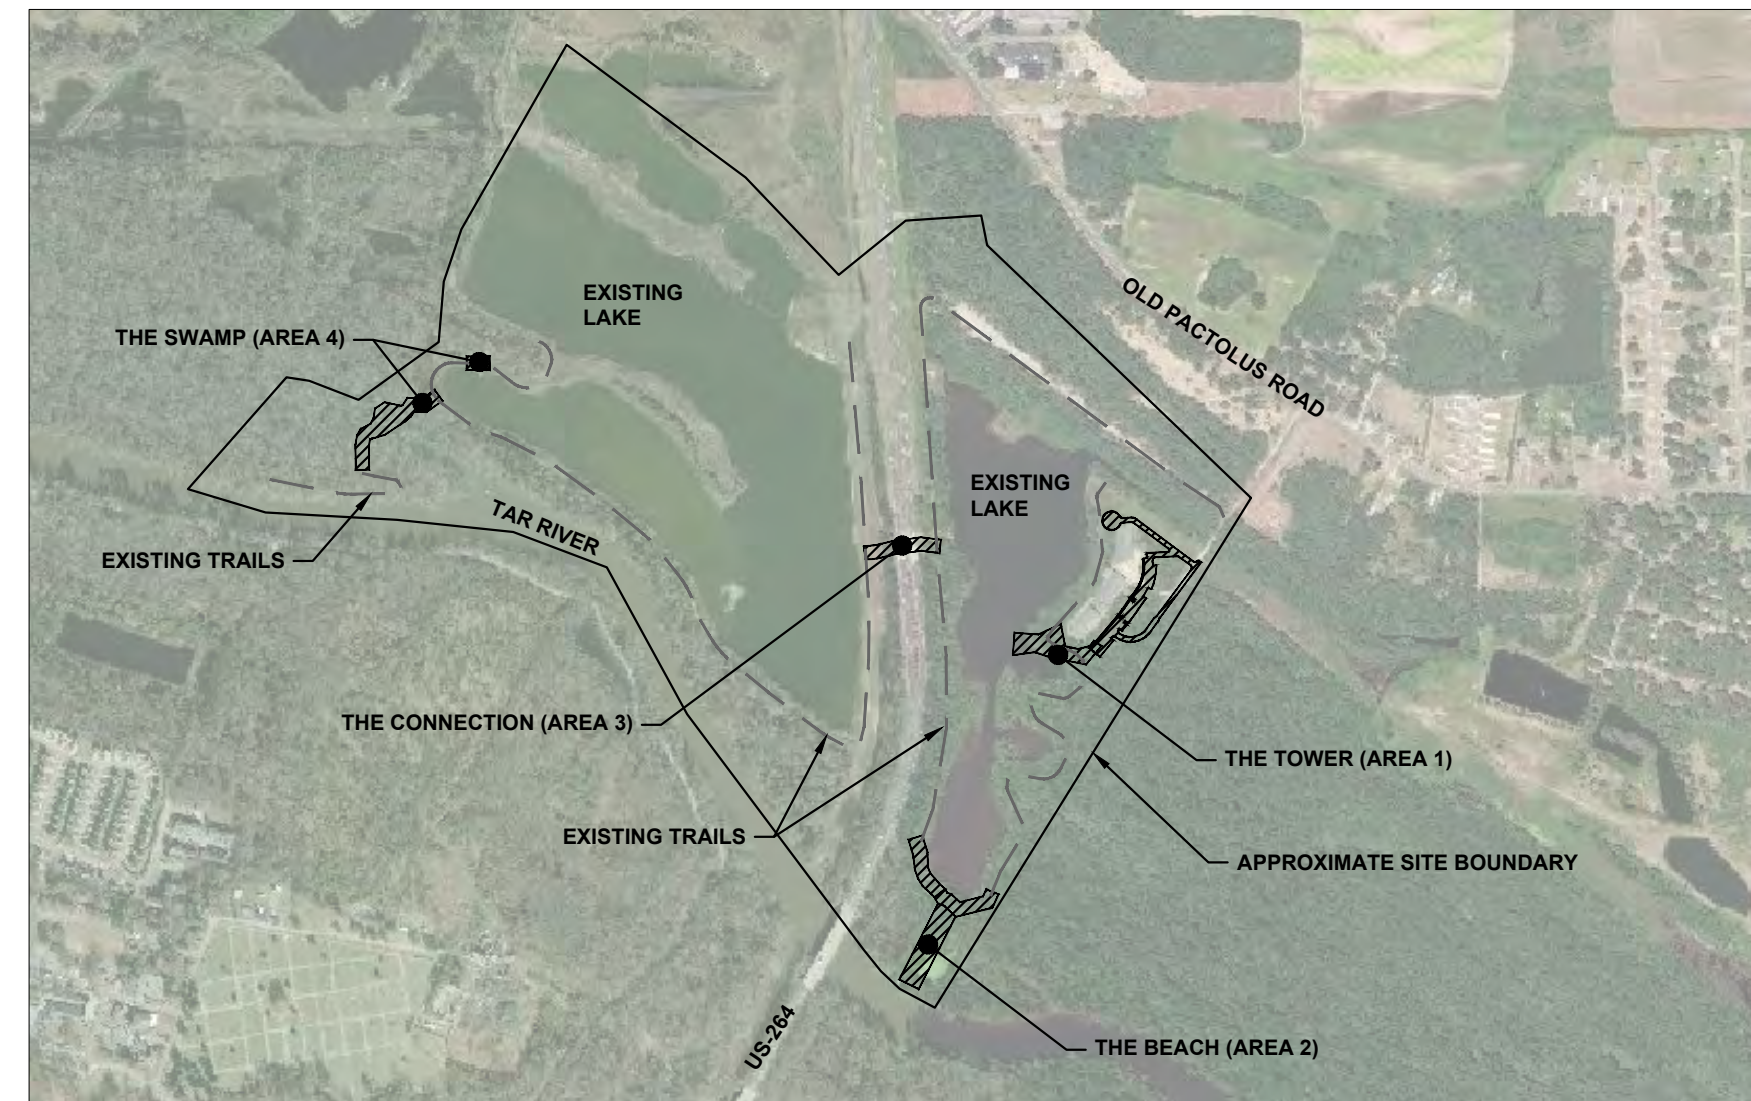 EXISTING
LAKE
OLD PACTOLUS ROAD
THE SWAMP (AREA 4)
EXISTING
LAKE
TAR RIVER
EXISTING TRAILS
THE CONNECTION (AREA 3)
THE TOWER (AREA 1)
EXISTING TRAILS
APPROXIMATE SITE BOUNDARY
US-264
THE BEACH (AREA 2)